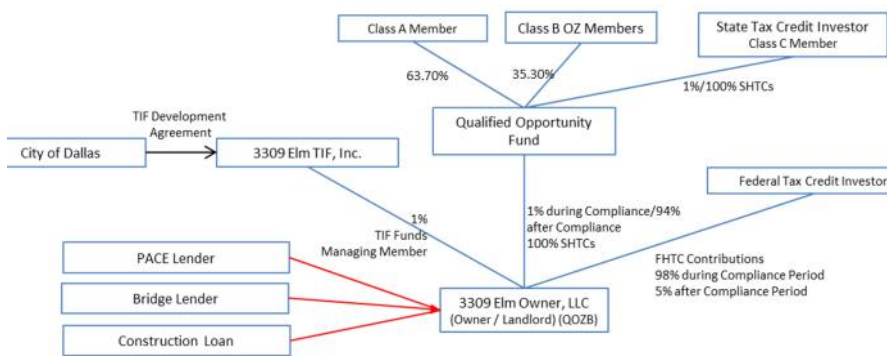 Class A Member
Class B OZ Members
State Tax Credit Investor
Class C Member
63.70%
35.30%
1%/100% SHTCs
TIF Development
Agreement
City of Dallas
3309 Elm TIF, Inc.
Qualified Opportunity
Fund
Federal Tax Credit Investor
1%
TIF Funds
Managing Member
1% during Compliance/94%
after Compliance
100% SHTCs
FHTC Contributions
98% during Compliance Period
5% after Compliance Period
PACE Lender
Bridge Lender
Construction Loan
3309 Elm Owner, LLC
(Owner / Landlord) (QOZB)